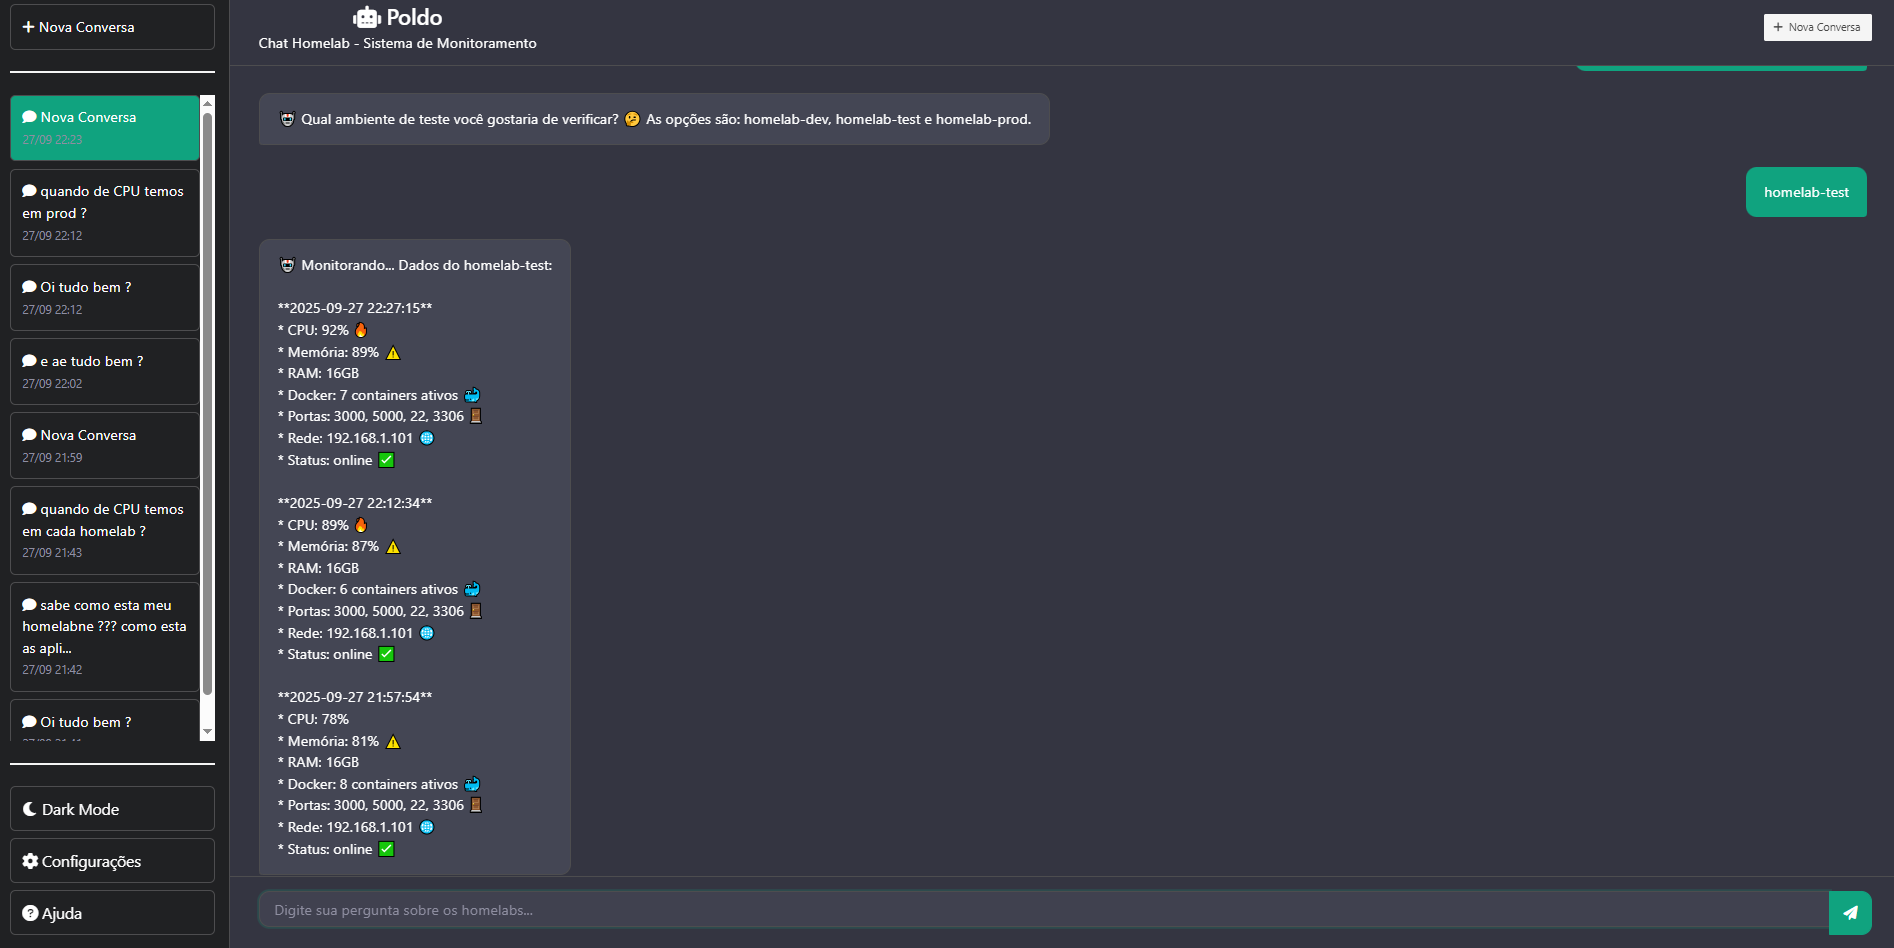 Nova Conversa
Nova Conversa
27/09 22:23
quando de CPU temos
em prod ?
27/09 22:12
Oi tudo bem ?
27/09 22:12
e ae tudo bem ?
27/09 22:02
Nova Conversa
27/09 21:59
quando de CPU temos
em cada homelab ?
27/09 21:43
sabe como esta meu
homelabne ??? como esta
as apli...
27/09 21:42
Oi tudo bem ?
Dark Mode
Configurações
Ajuda
Poldo
Chat Homelab - Sistema de Monitoramento
Nova Conversa
Qual ambiente de teste você gostaria de verificar? 🤔 As opções são: homelab-dev, homelab-test e homelab-prod.
homelab-test
Monitorando... Dados do homelab-test:
**2025-09-27 22:27:15**
* CPU: 92% 🔥
* Memória: 89% ⚠️
* RAM: 16GB
* Docker: 7 containers ativos 🐳
* Portas: 3000, 5000, 22, 3306 🚪
* Rede: 192.168.1.101 🌐
* Status: online ✅
**2025-09-27 22:12:34**
* CPU: 89% 🔥
* Memória: 87% ⚠️
* RAM: 16GB
* Docker: 6 containers ativos 🐳
* Portas: 3000, 5000, 22, 3306 🚪
* Rede: 192.168.1.101 🌐
* Status: online ✅
**2025-09-27 21:57:54**
* CPU: 78%
* Memória: 81% ⚠️
* RAM: 16GB
* Docker: 8 containers ativos 🐳
* Portas: 3000, 5000, 22, 3306 🚪
* Rede: 192.168.1.101 🌐
* Status: online ✅
Digite sua pergunta sobre os homelabs...